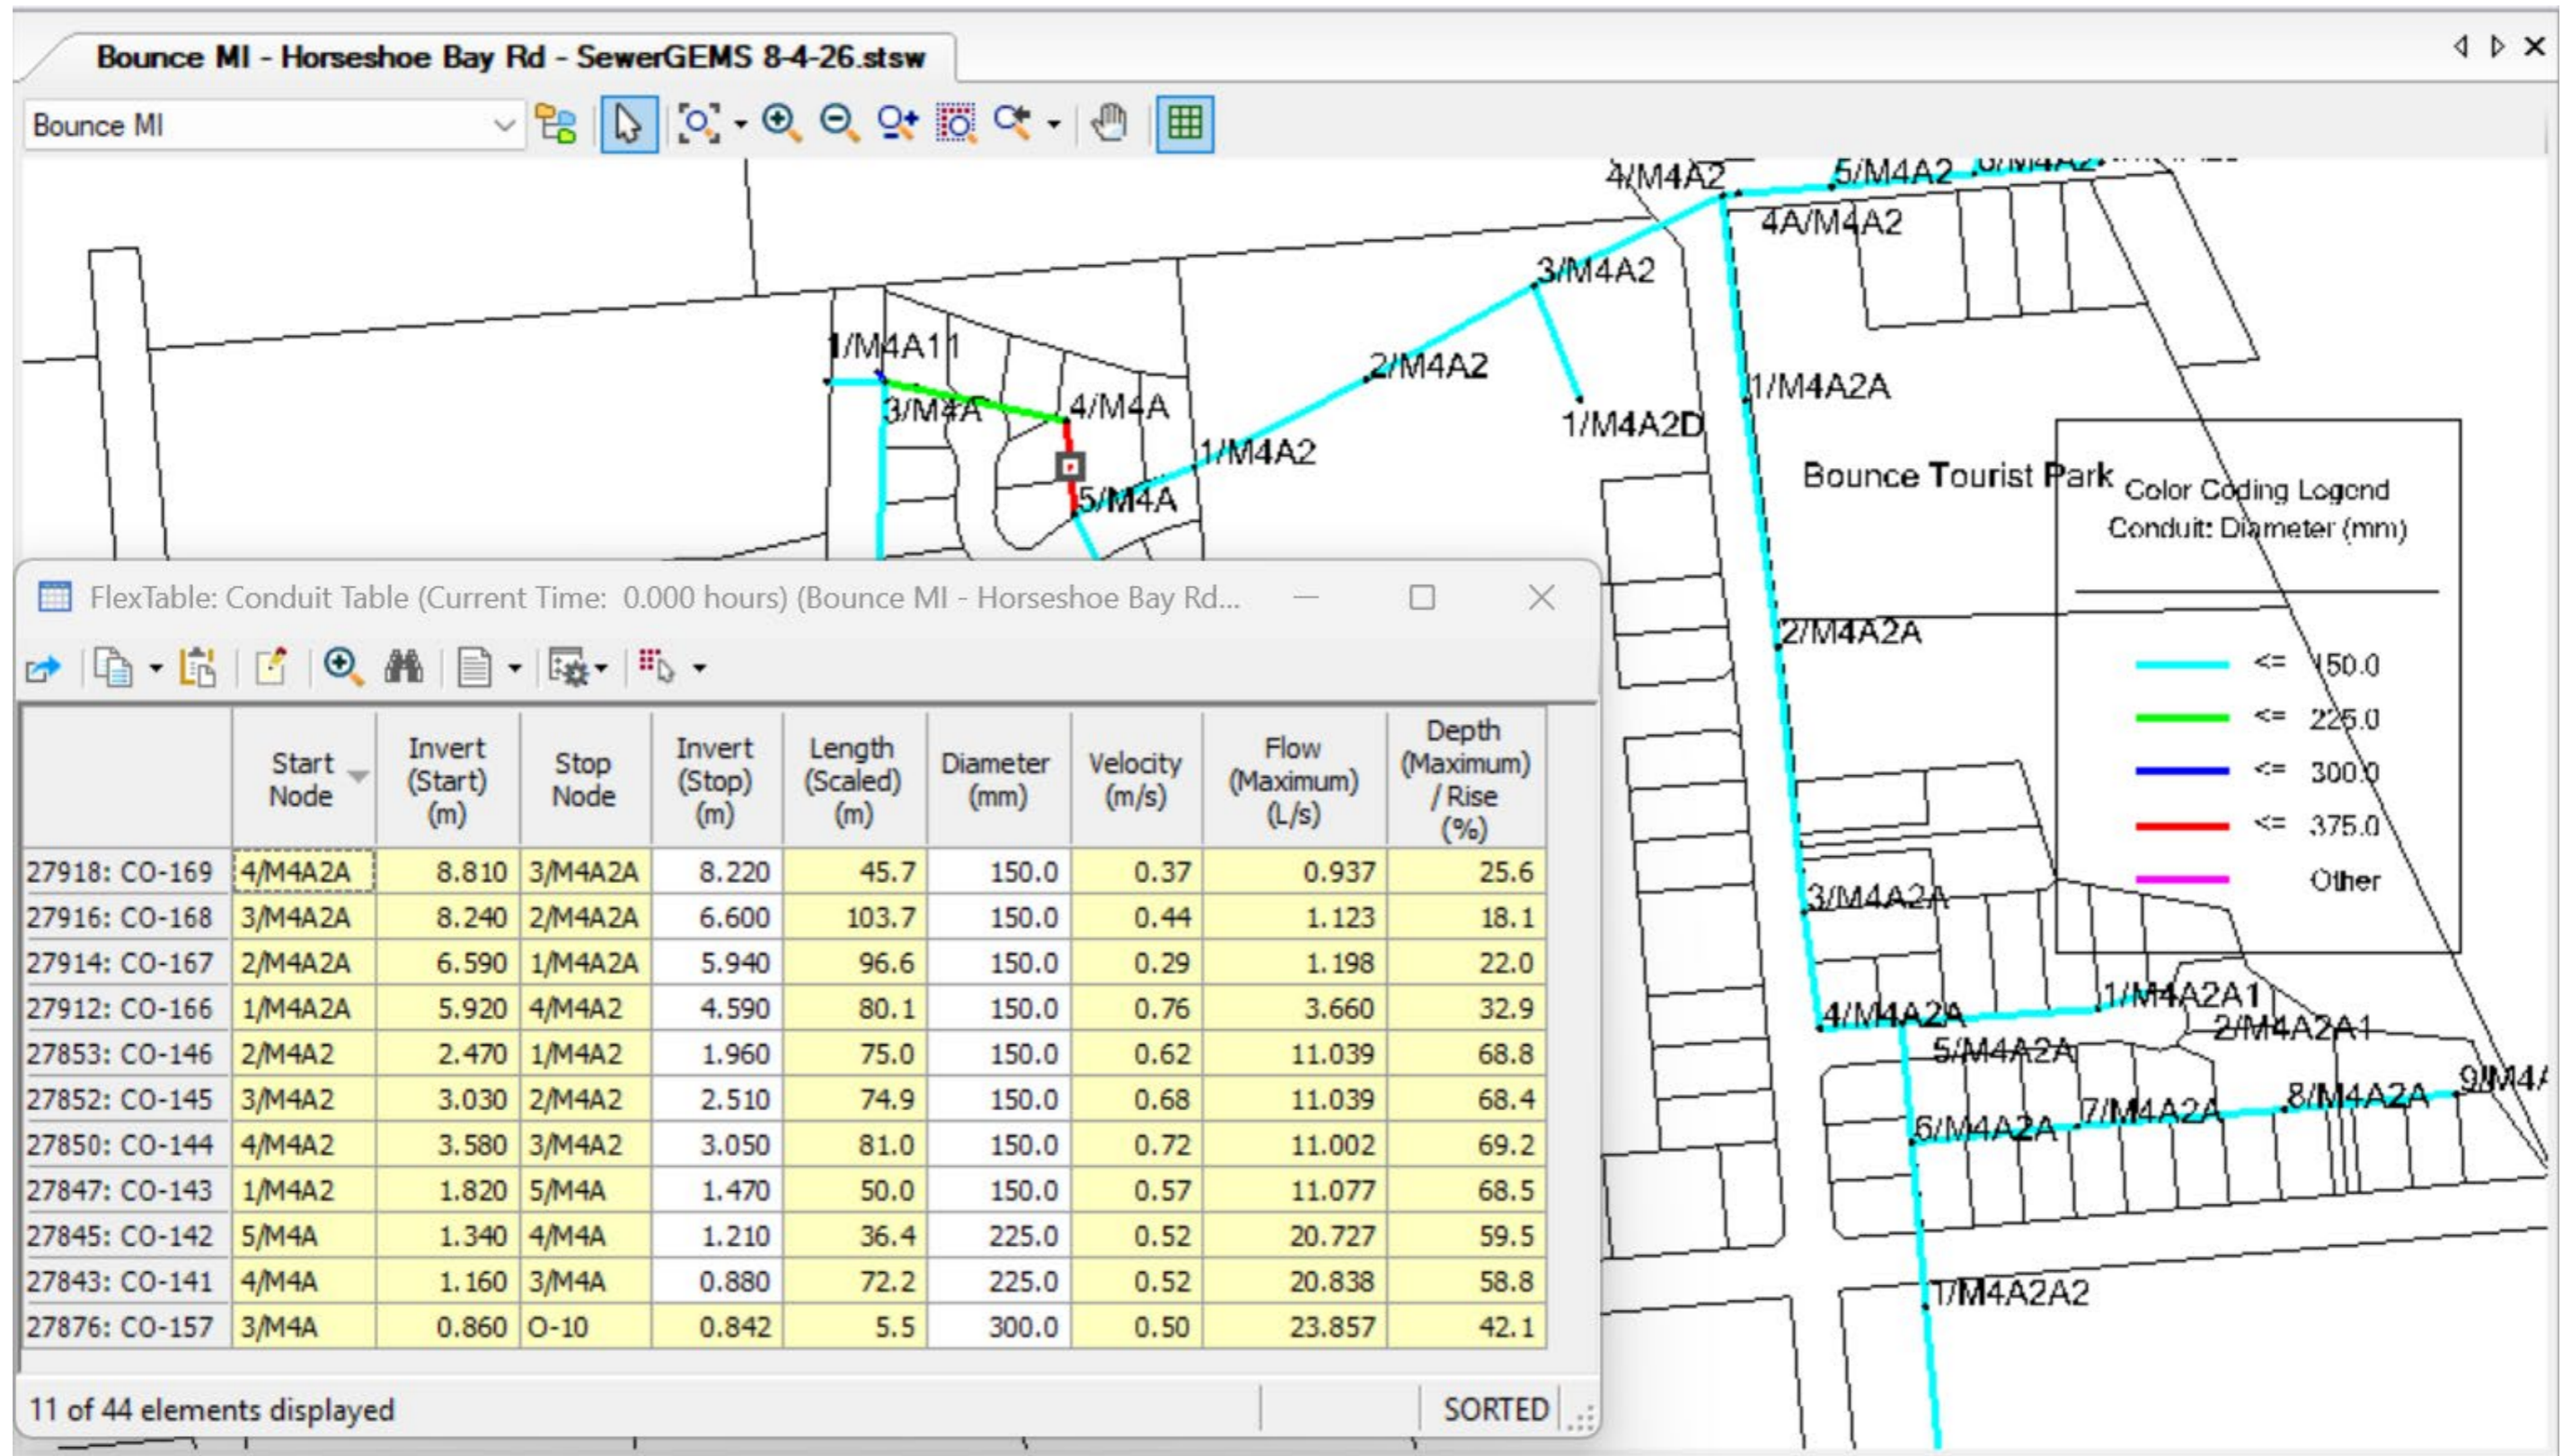 Bounce MI - Horseshoe Bay Rd - SewerGEMS 8-4-26.stsw
Bounce MI
4/M4A2
5/M4A2
4A/M4A2
3/M4A2
1/M4A11
2/M4A2
1/M4A2A
3/M4A
4/M4A
1/M4A2D
1/M4A2
5/M4A
Bounce Tourist Park
Color Coding Legend
Conduit: Diameter (mm)
<= 150.0
<= 225.0
<= 300.0
<= 375.0
Other
2/M4A2A
3/M4A2A
4/M4A2A
1/M4A2A1
2/M4A2A1
5/M4A2A
6/M4A2A
7/M4A2A
8/M4A2A
1/M4A2A2
FlexTable: Conduit Table (Current Time: 0.000 hours) (Bounce MI - Horseshoe Bay Rd...
Start Node Invert (Start) (m) Stop Node Invert (Stop) (m) Length (Scaled) (m) Diameter (mm) Velocity (m/s) Flow (Maximum) (L/s) Depth (Maximum) / Rise (%)
27918: CO-169 4/M4A2A 8.810 3/M4A2A 8.220 45.7 150.0 0.37 0.937 25.6
27916: CO-168 3/M4A2A 8.240 2/M4A2A 6.600 103.7 150.0 0.44 1.123 18.1
27914: CO-167 2/M4A2A 6.590 1/M4A2A 5.940 96.6 150.0 0.29 1.198 22.0
27912: CO-166 1/M4A2A 5.920 4/M4A2 4.590 80.1 150.0 0.76 3.660 32.9
27853: CO-146 2/M4A2 2.470 1/M4A2 1.960 75.0 150.0 0.62 11.039 68.8
27852: CO-145 3/M4A2 3.030 2/M4A2 2.510 74.9 150.0 0.68 11.039 68.4
27850: CO-144 4/M4A2 3.580 3/M4A2 3.050 81.0 150.0 0.72 11.002 69.2
27847: CO-143 1/M4A2 1.820 5/M4A 1.470 50.0 150.0 0.57 11.077 68.5
27845: CO-142 5/M4A 1.340 4/M4A 1.210 36.4 225.0 0.52 20.727 59.5
27843: CO-141 4/M4A 1.160 3/M4A 0.880 72.2 225.0 0.52 20.838 58.8
27876: CO-157 3/M4A 0.860 O-10 0.842 5.5 300.0 0.50 23.857 42.1
11 of 44 elements displayed
SORTED